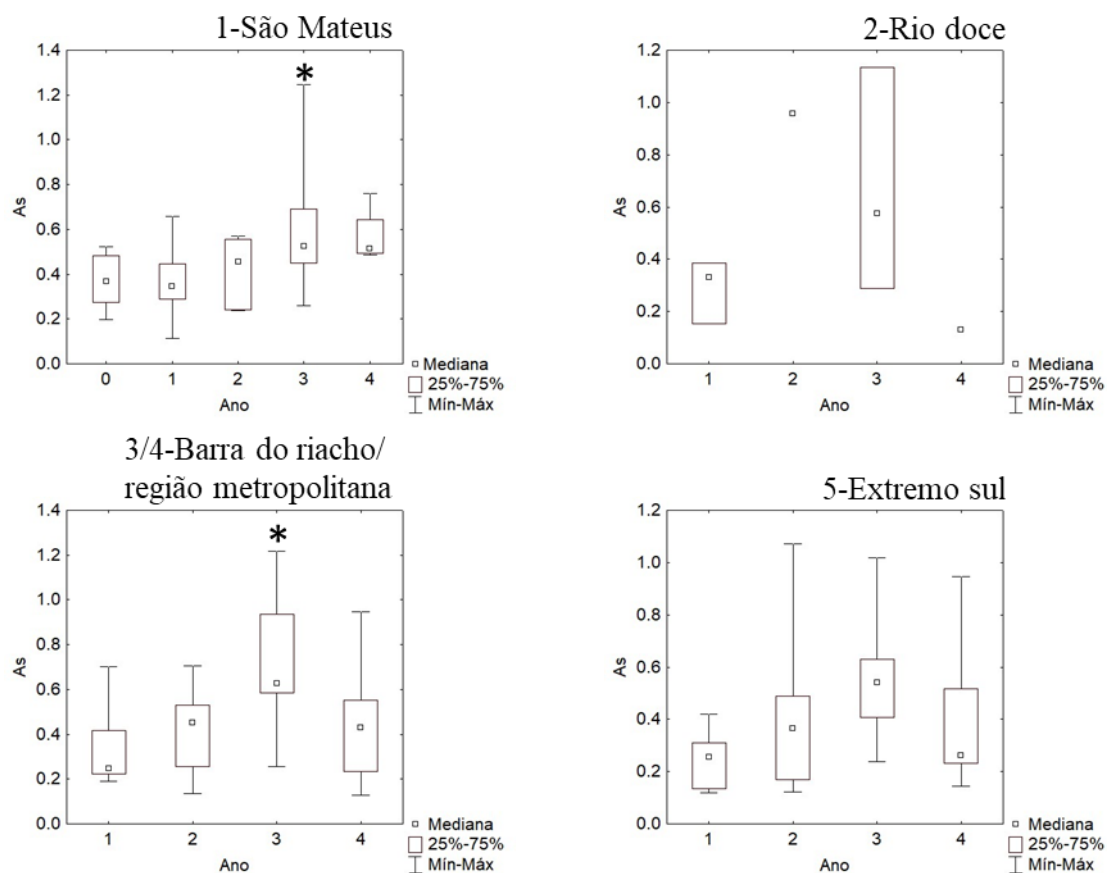 1-São Mateus
*
1.4
1.2
1.0
0.8
0.6
0.4
0.2
0.0
As
0 1 2 3 4
Ano
Mediana
25%-75%
Mín-Máx
2-Rio doce
1.2
1.0
0.8
0.6
0.4
0.2
0.0
As
1 2 3 4
Ano
Mediana
25%-75%
Mín-Máx
3/4-Barra do riacho/
região metropolitana
*
1.4
1.2
1.0
0.8
0.6
0.4
0.2
0.0
As
1 2 3 4
Ano
Mediana
25%-75%
Mín-Máx
5-Extremo sul
1.2
1.0
0.8
0.6
0.4
0.2
0.0
As
1 2 3 4
Ano
Mediana
25%-75%
Mín-Máx